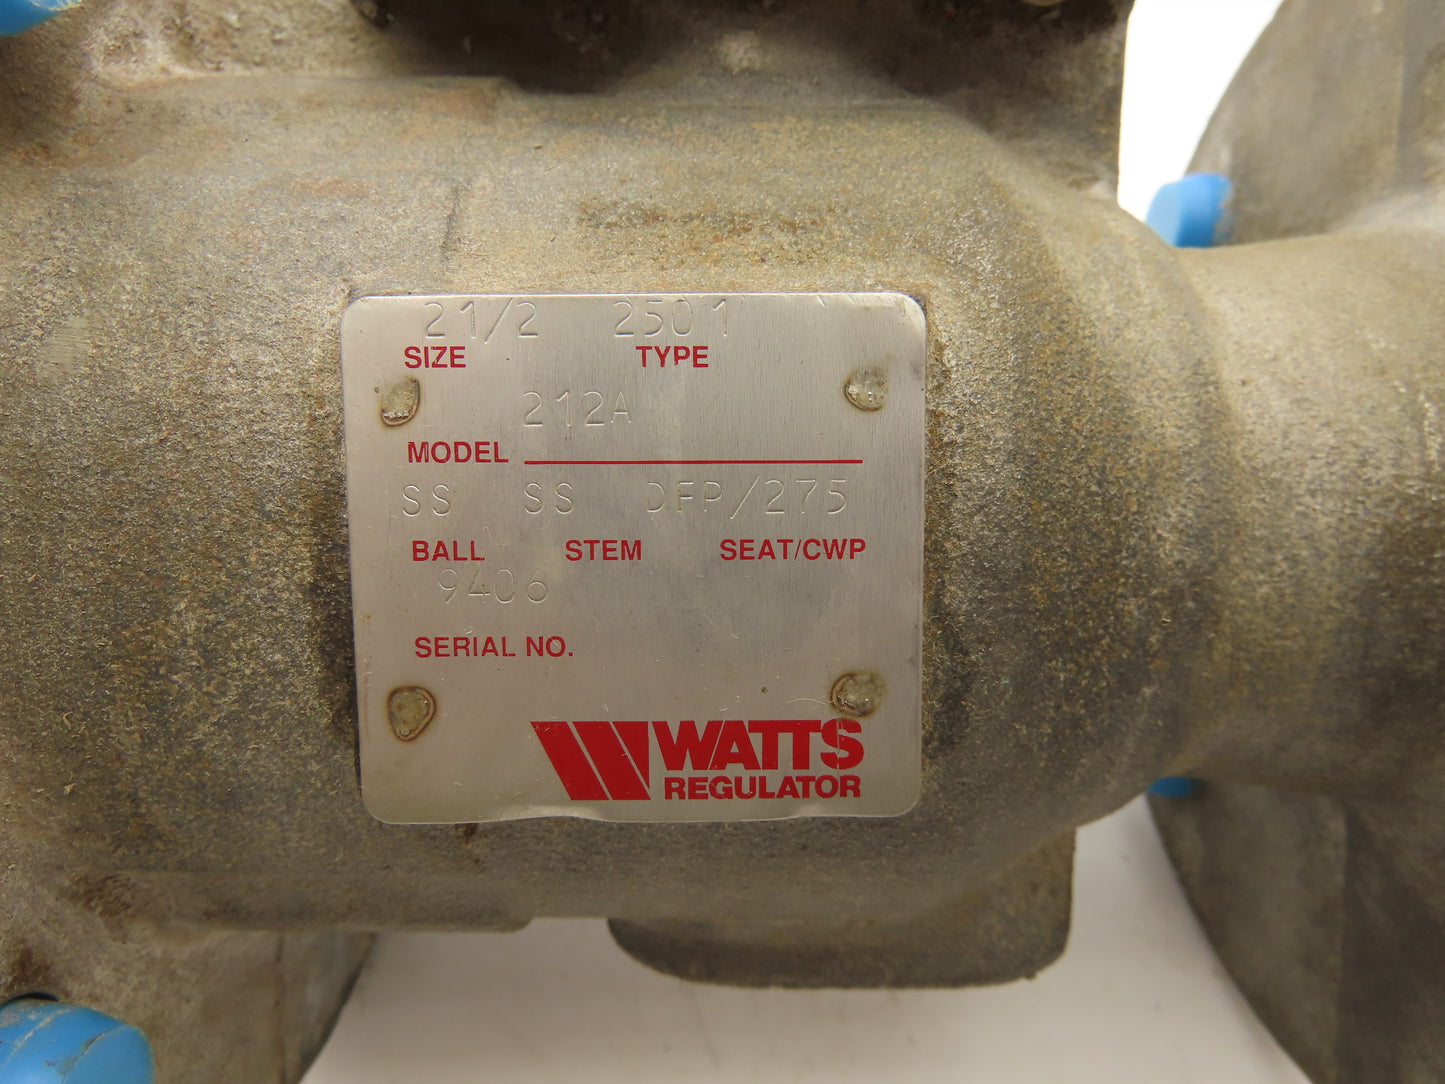 2 1/2 2501
SIZE TYPE
212A
MODEL
SS SS DFP/275
BALL STEM SEAT/CWP
9406
SERIAL NO.
WATTS
REGULATOR